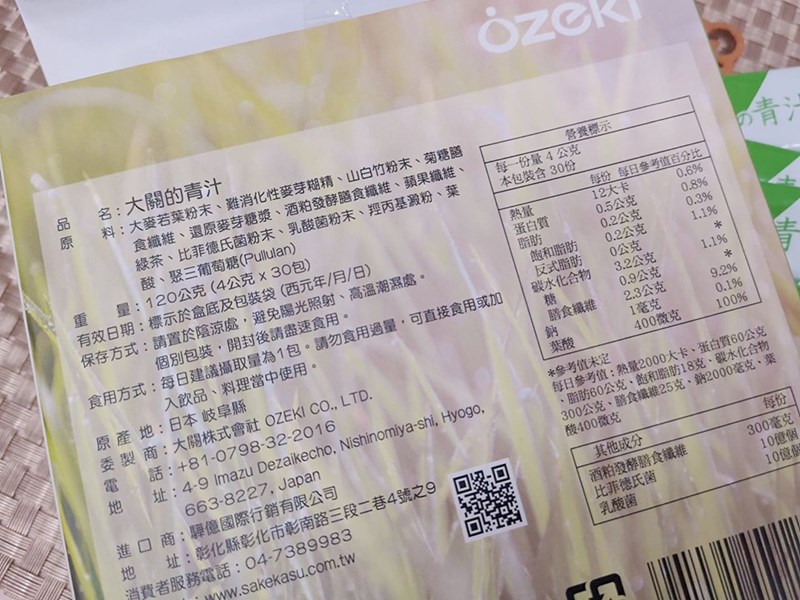 ozeki
の青汁
青
品　名：大關的青汁
原　料：大麥若葉粉末、難消化性麥芽糊精、山白竹粉末、菊糖膳
食纖維、還原麥芽糖漿、酒粕發酵膳食纖維、蘋果纖維、
綠茶、比菲德氏菌粉末、乳酸菌粉末、羥丙基澱粉、葉
酸、聚三葡萄糖(Pullulan)
重　量：120公克 (4公克 x 30包)
有效日期：標示於盒底及包裝袋 (西元年/月/日)
保存方式：請置於陰涼處，避免陽光照射、高溫潮濕處。
個別包裝，開封後請盡速食用。
食用方式：每日建議攝取量為1包。請勿食用過量，可直接食用或加
入飲品、料理當中使用。
原 產 地：日本 岐阜縣
委 製 商：大關株式會社 OZEKI CO., LTD.
電　話：+81-0798-32-2016
地　址：4-9 Imazu Dezaikecho, Nishinomiya-shi, Hyogo,
663-8227, Japan
進 口 商：驊億國際行銷有限公司
地　址：彰化縣彰化市彰南路三段二巷4號之9
消費者服務電話：04-7389983
：www.sakekasu.com.tw
營養標示
每一份量 4 公克
本包裝含 30份
每份 每日參考值百分比
熱量 12大卡 0.6%
蛋白質 0.5公克 0.8%
脂肪 0.2公克 0.3%
飽和脂肪 0.2公克 1.1%
反式脂肪 0公克 *
碳水化合物 3.2公克 1.1%
糖 0.9公克 *
膳食纖維 2.3公克 9.2%
鈉 1毫克 0.1%
葉酸 400微克 100%
*參考值未定
每日參考值：熱量2000大卡、蛋白質60公克
、脂肪60公克、飽和脂肪18克、碳水化合物
300公克、膳食纖維25克、鈉2000毫克、葉
酸400微克
其他成分 每份
酒粕發酵膳食纖維 300毫克
比菲德氏菌 10億個
乳酸菌 10億個